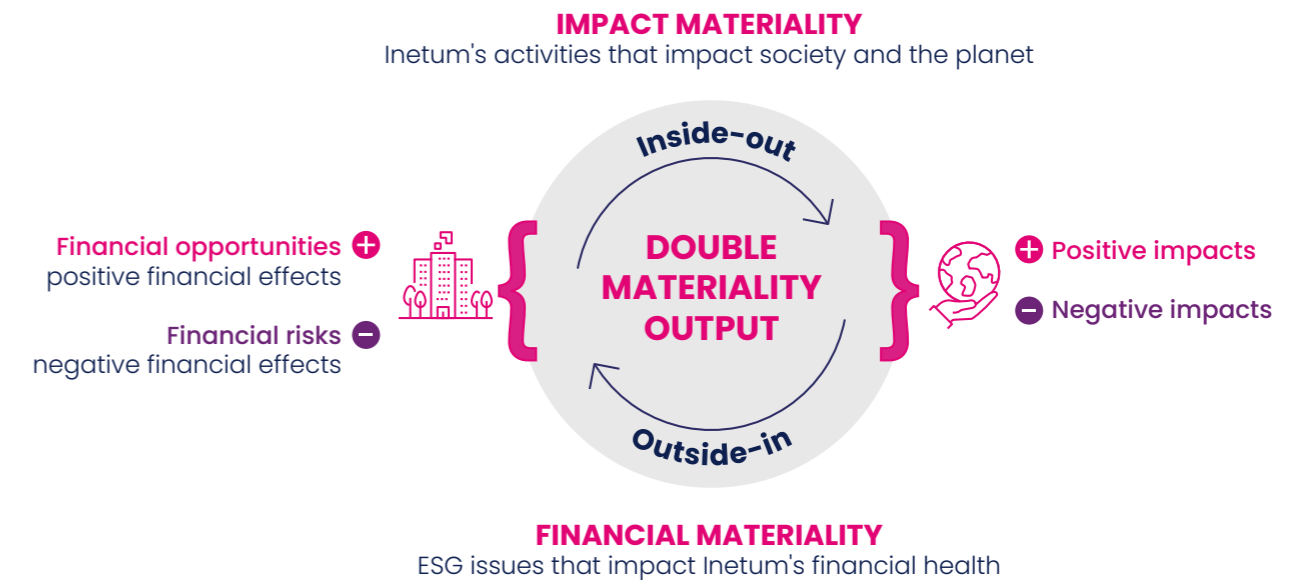 IMPACT MATERIALITY
Inetum's activities that impact society and the planet
Inside-out
Financial opportunities
positive financial effects
Financial risks
negative financial effects
DOUBLE
MATERIALITY
OUTPUT
Positive impacts
Negative impacts
Outside-in
FINANCIAL MATERIALITY
ESG issues that impact Inetum's financial health